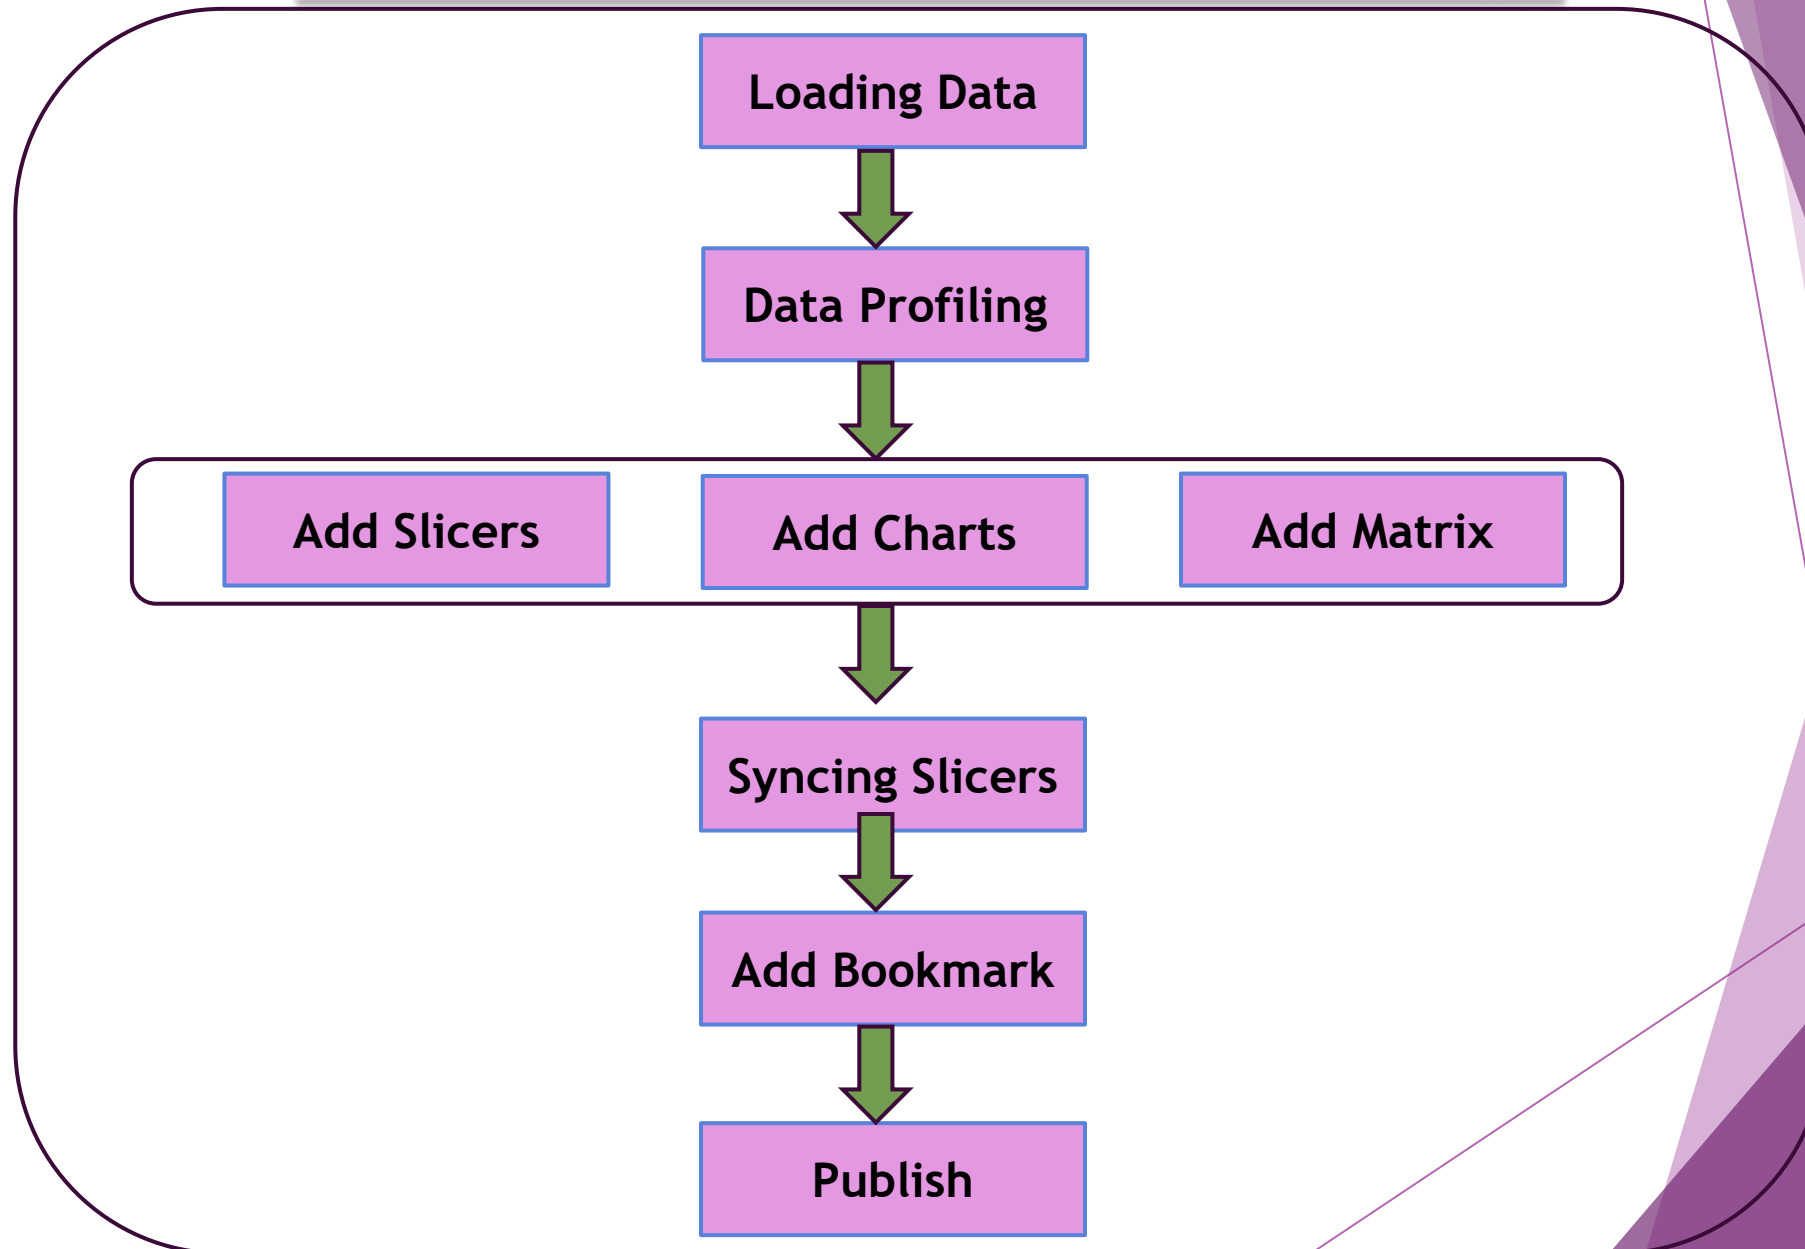 Loading Data
Data Profiling
Add Slicers
Add Charts
Add Matrix
Syncing Slicers
Add Bookmark
Publish